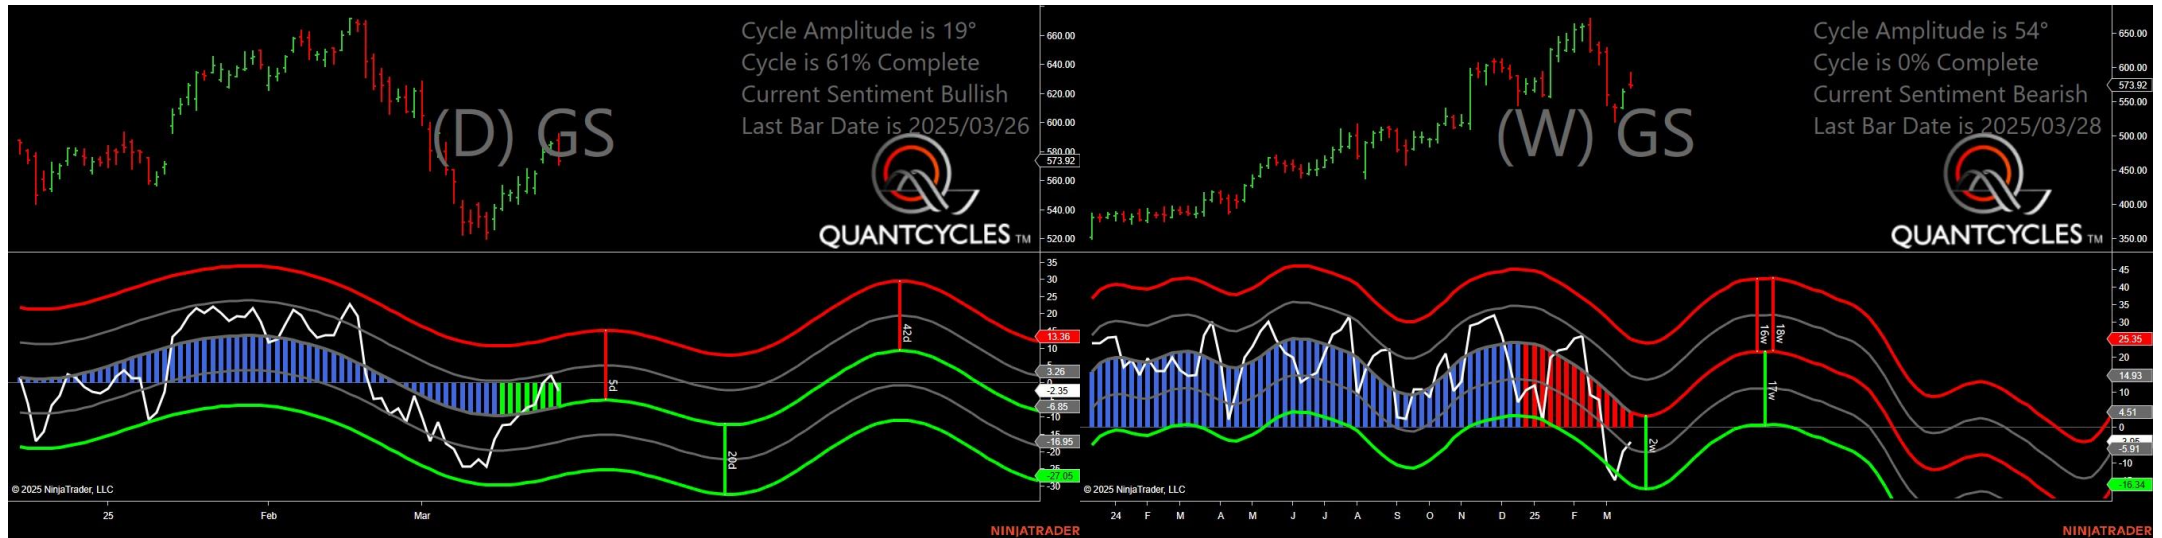 Cycle Amplitude is 19°
Cycle is 61% Complete
Current Sentiment Bullish
Last Bar Date is 2025/03/26
(D) GS
QUANTCYCLES TM
660.00
640.00
620.00
600.00
580.00
573.92
560.00
540.00
520.00
35
30
25
20
15
13.36
10
3.26
0
-2.35
-6.85
-10
-15
-16.95
-20
-25
-27.05
-30
5d
20d
42d
© 2025 NinjaTrader, LLC
25 Feb Mar
NINJATRADER
Cycle Amplitude is 54°
Cycle is 0% Complete
Current Sentiment Bearish
Last Bar Date is 2025/03/28
(W) GS
QUANTCYCLES TM
650.00
600.00
573.92
550.00
500.00
450.00
400.00
350.00
45
40
35
30
25.35
20
14.93
10
4.51
0
-5.91
-10
-16.34
2w
16w
17w
18w
© 2025 NinjaTrader, LLC
24 F M A M J J A S O N D 25 F M
NINJATRADER